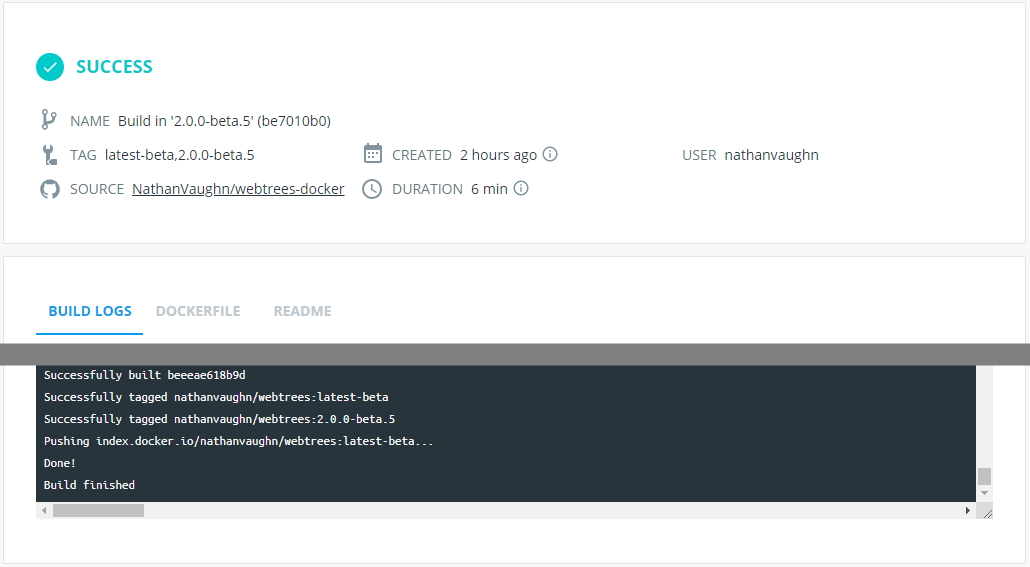 SUCCESS
NAME Build in '2.0.0-beta.5' (be7010b0)
TAG latest-beta,2.0.0-beta.5 CREATED 2 hours ago USER nathanvaughn
SOURCE NathanVaughn/webtrees-docker DURATION 6 min
BUILD LOGS DOCKERFILE README
Successfully built beeeae618b9d
Successfully tagged nathanvaughn/webtrees:latest-beta
Successfully tagged nathanvaughn/webtrees:2.0.0-beta.5
Pushing index.docker.io/nathanvaughn/webtrees:latest-beta...
Done!
Build finished